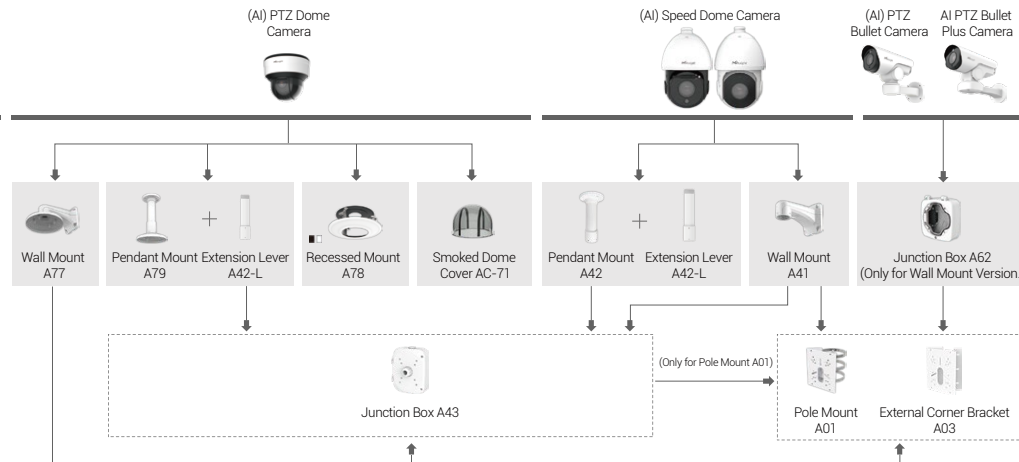 (AI) PTZ Dome
Camera
(AI) Speed Dome Camera
(AI) PTZ
Bullet Camera
AI PTZ Bullet
Plus Camera
Wall Mount
A77
Pendant Mount
A79
+
Extension Lever
A42-L
Recessed Mount
A78
Smoked Dome
Cover AC-71
Pendant Mount
A42
+
Extension Lever
A42-L
Wall Mount
A41
Junction Box A62
(Only for Wall Mount Version
Junction Box A43
(Only for Pole Mount A01)
Pole Mount
A01
External Corner Bracket
A03